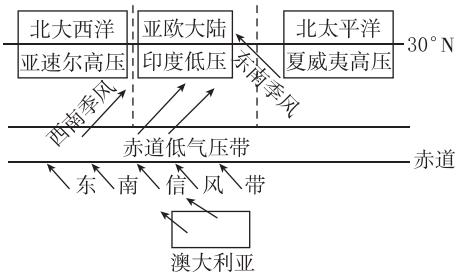 北大西洋
亚欧大陆
北太平洋
亚速尔高压
印度低压
夏威夷高压
30°N
西南季风
东南季风
赤道低气压带
赤道
东南信风带
澳大利亚